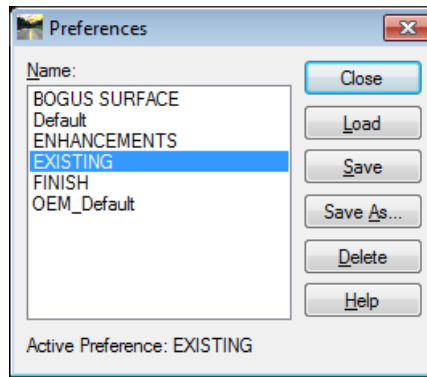 Preferences
Name:
BOGUS SURFACE
Default
ENHANCEMENTS
EXISTING
FINISH
OEM_Default
Close
Load
Save
Save As...
Delete
Help
Active Preference: EXISTING